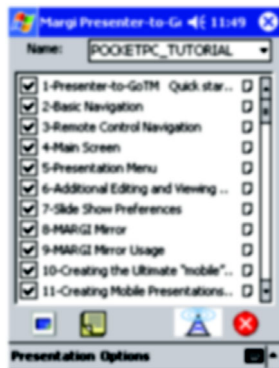 Margi Presenter-to-Go 11:49
Name: POCKETPC_TUTORIAL
1-Presenter-to-GoTM Quick star..
2-Basic Navigation
3-Remote Control Navigation
4-Main Screen
5-Presentation Menu
6-Additional Editing and Viewing ..
7-Slide Show Preferences
8-MARGI Mirror
9-MARGI Mirror Usage
10-Creating the Ultimate "mobile"..
11-Creating Mobile Presentations..
Presentation Options